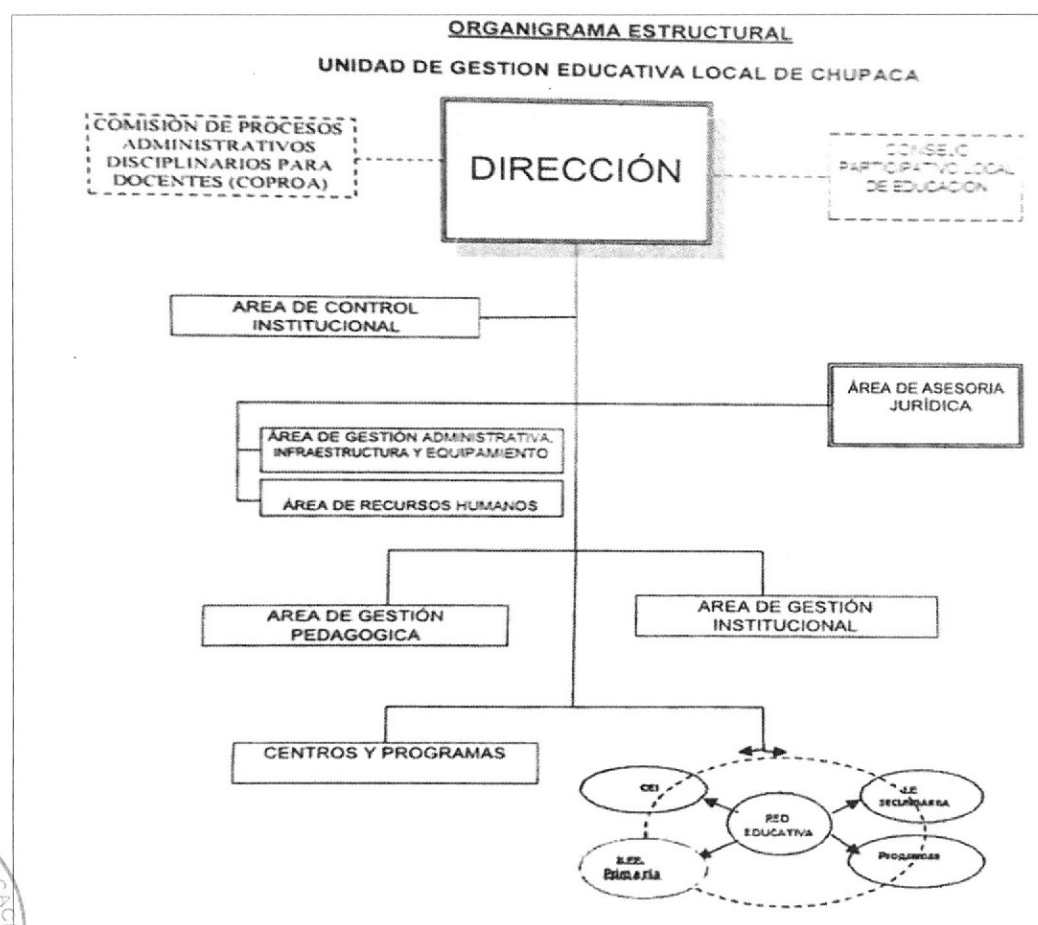 ORGANIGRAMA ESTRUCTURAL
UNIDAD DE GESTION EDUCATIVA LOCAL DE CHUPACA
COMISIÓN DE PROCESOS
ADMINISTRATIVOS
DISCIPLINARIOS PARA
DOCENTES (COPROA)
DIRECCIÓN
CONSEJO
PARTICIPATIVO LOCAL
DE EDUCACION
AREA DE CONTROL
INSTITUCIONAL
ÁREA DE ASESORIA
JURÍDICA
ÁREA DE GESTIÓN ADMINISTRATIVA,
INFRAESTRUCTURA Y EQUIPAMIENTO
ÁREA DE RECURSOS HUMANOS
AREA DE GESTIÓN
PEDAGOGICA
AREA DE GESTIÓN
INSTITUCIONAL
CENTROS Y PROGRAMAS
CEI
SECUNDARIA
RED
EDUCATIVA
Primaria
Programas